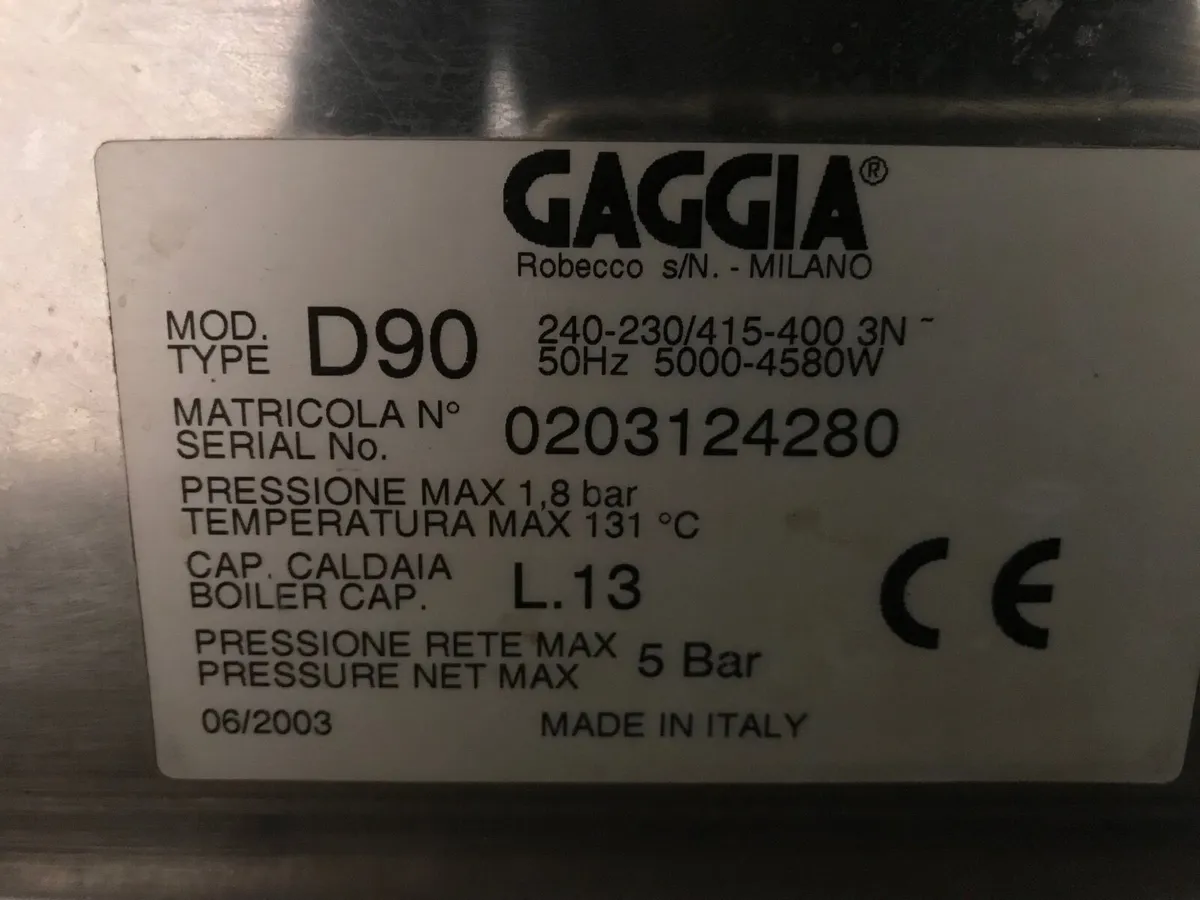 GAGGIA®
Robecco s/N. - MILANO
MOD.
TYPE
D90
240-230/415-400 3N ~
50Hz 5000-4580W
MATRICOLA N°
SERIAL No.
0203124280
PRESSIONE MAX 1,8 bar
TEMPERATURA MAX 131 °C
CAP. CALDAIA
BOILER CAP.
L.13
PRESSIONE RETE MAX
PRESSURE NET MAX
5 Bar
06/2003
MADE IN ITALY
CE